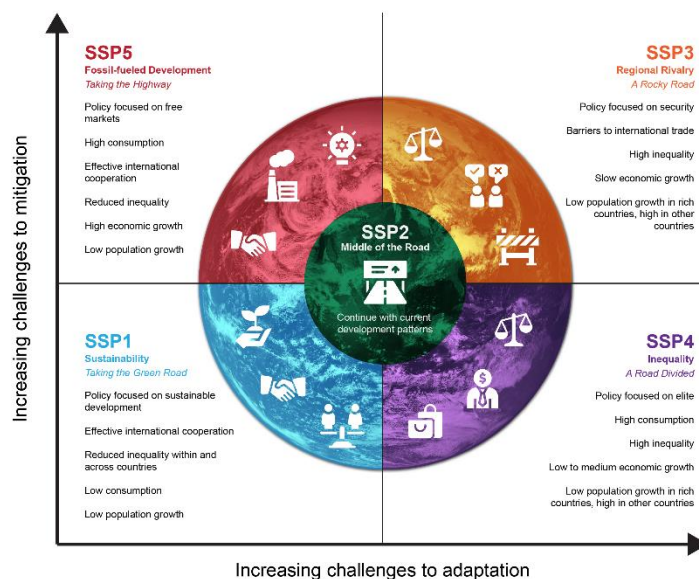 SSP5
Fossil-fueled Development
Taking the Highway
Policy focused on free
markets
High consumption
Effective international
cooperation
Reduced inequality
High economic growth
Low population growth
SSP3
Regional Rivalry
A Rocky Road
Policy focused on security
Barriers to international trade
High inequality
Slow economic growth
Low population growth in rich
countries, high in other
countries
SSP2
Middle of the Road
Continue with current
development patterns
SSP1
Sustainability
Taking the Green Road
Policy focused on sustainable
development
Effective international cooperation
Reduced inequality within and
across countries
Low consumption
Low population growth
SSP4
Inequality
A Road Divided
Policy focused on elite
High consumption
High inequality
Low to medium economic growth
Low population growth in rich
countries, high in other countries
Increasing challenges to mitigation
Increasing challenges to adaptation